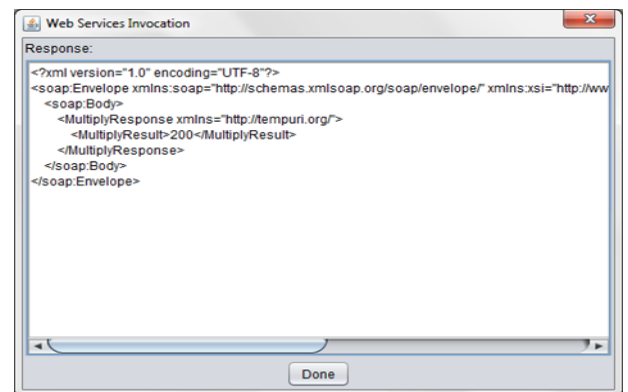 Web Services Invocation
Response:
<?xml version="1.0" encoding="UTF-8"?>
<soap:Envelope xmlns:soap="http://schemas.xmlsoap.org/soap/envelope/" xmlns:xsi="http://ww
<soap:Body>
<MultiplyResponse xmlns="http://tempuri.org/">
<MultiplyResult>200</MultiplyResult>
</MultiplyResponse>
</soap:Body>
</soap:Envelope>
Done